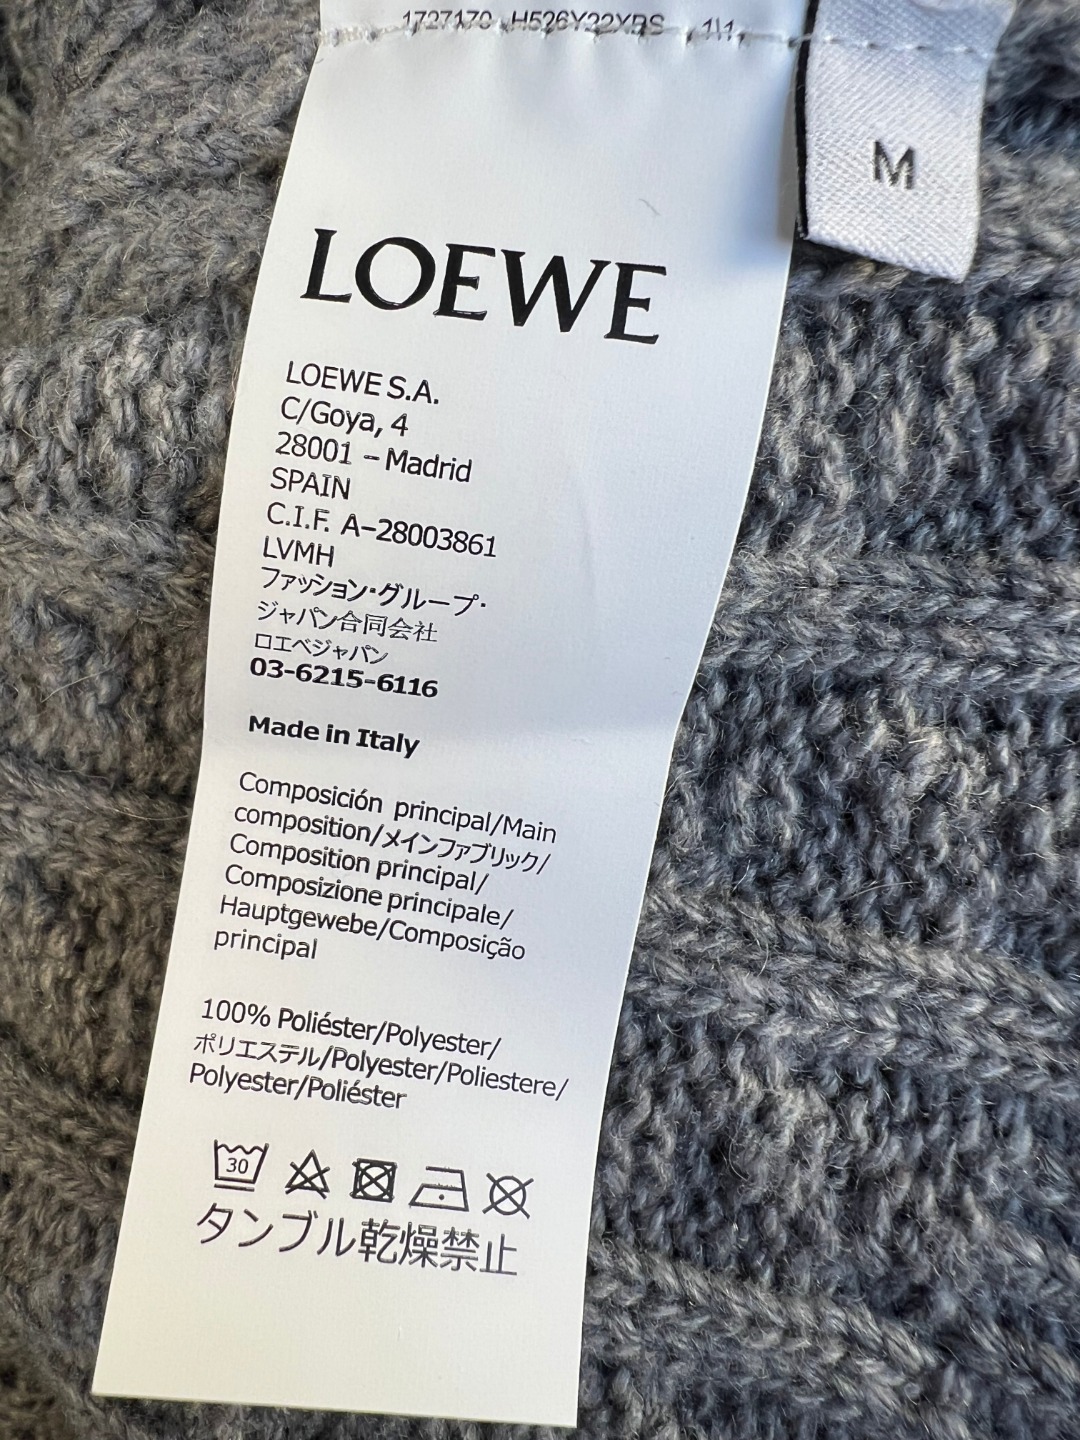 1727170 H526Y22XBS 1\1
M
LOEWE
LOEWE S.A.
C/Goya, 4
28001 – Madrid
SPAIN
C.I.F. A-28003861
LVMH
ファッション・グループ・
ジャパン合同会社
ロエベジャパン
03-6215-6116
Made in Italy
Composición principal/Main
composition/メインファブリック/
Composition principal/
Composizione principale/
Hauptgewebe/Composição
principal
100% Poliéster/Polyester/
ポリエステル/Polyester/Poliestere/
Polyester/Poliéster
30
タンブル乾燥禁止